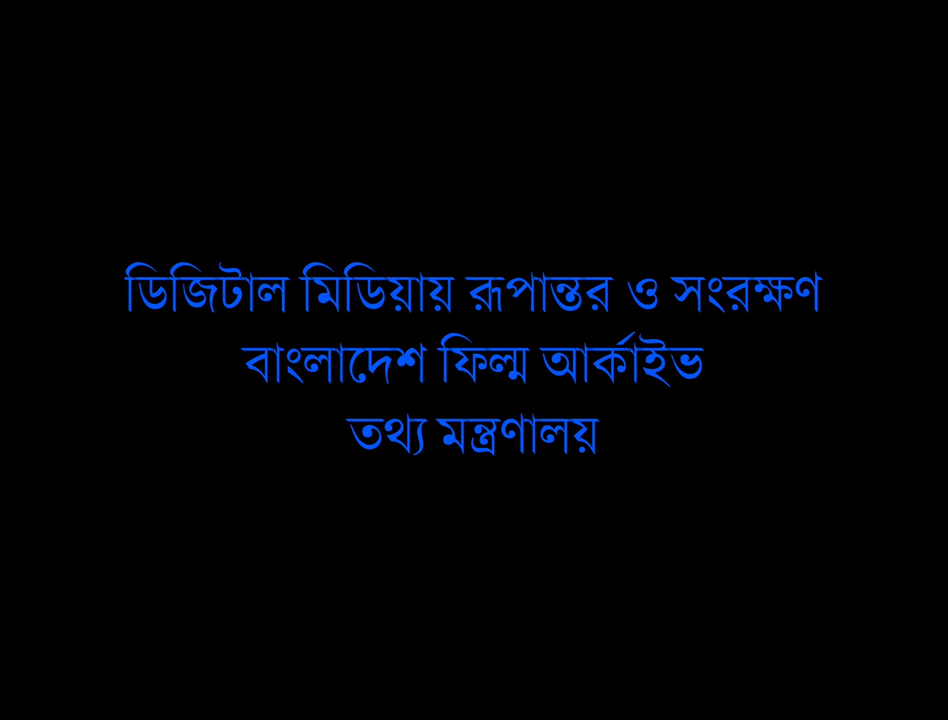 ডিজিটাল মিডিয়ায় রূপান্তর ও সংরক্ষণ
বাংলাদেশ ফিল্ম আর্কাইভ
তথ্য মন্ত্রণালয়